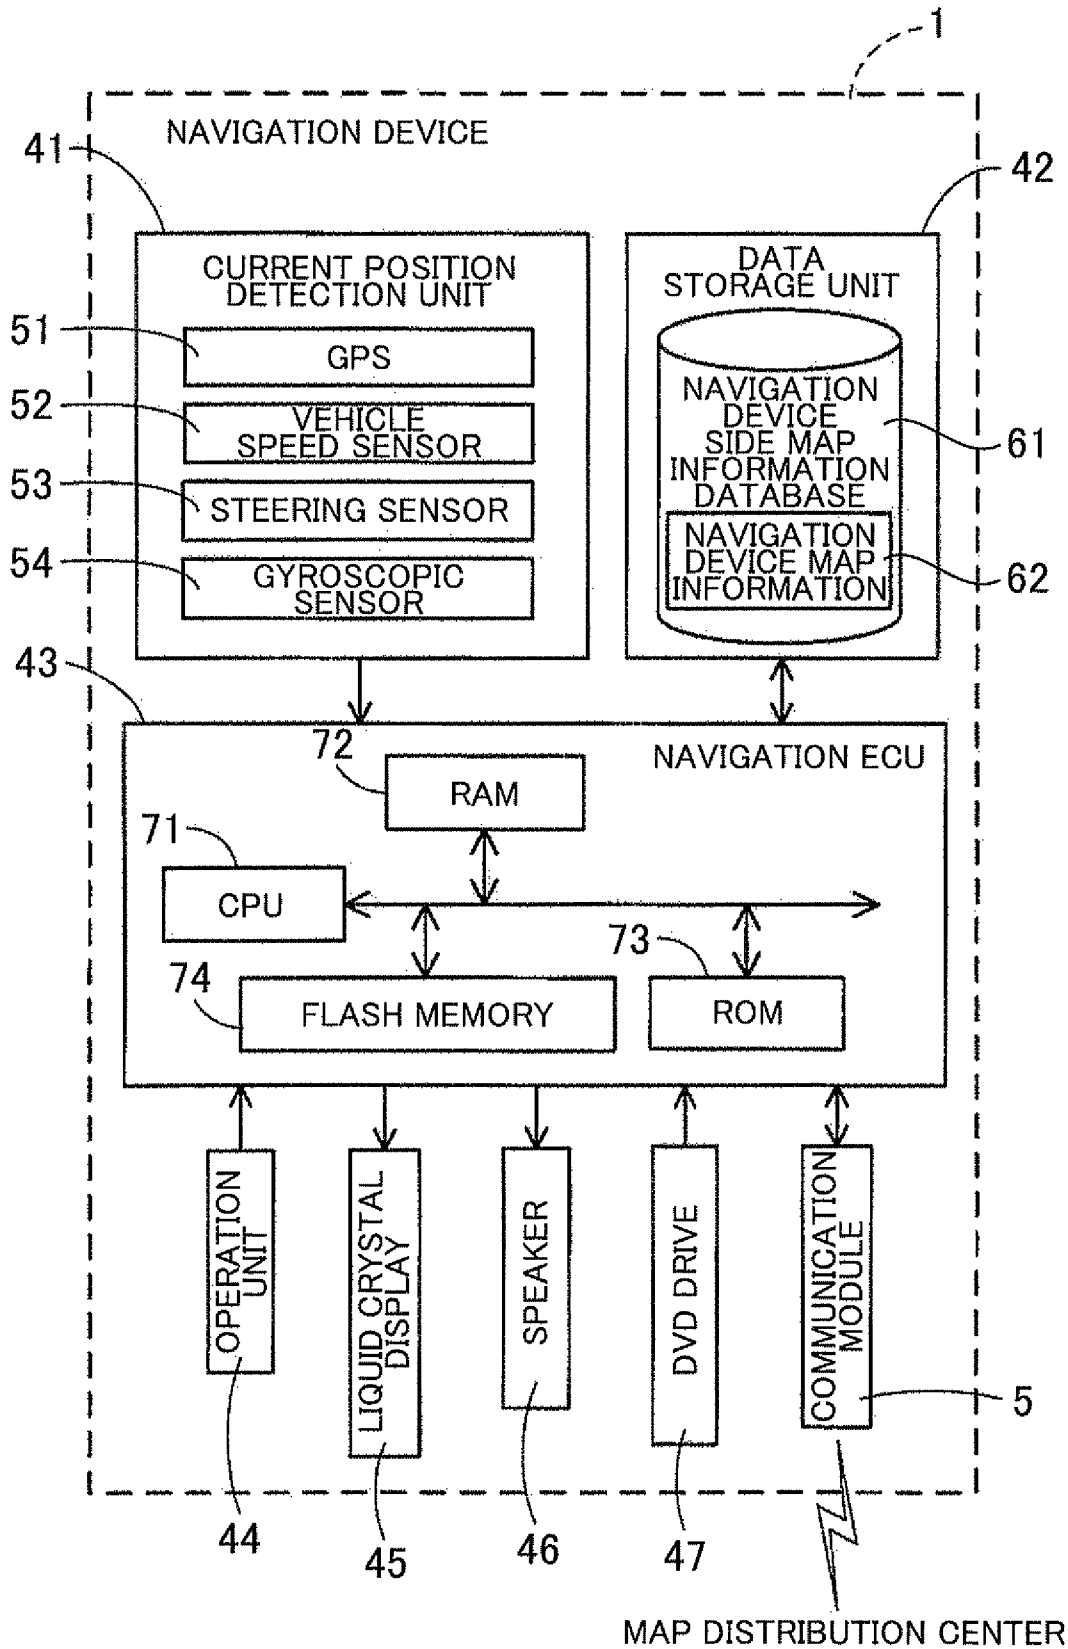 1
NAVIGATION DEVICE
41
42
CURRENT POSITION
DETECTION UNIT
51
GPS
52
VEHICLE
SPEED SENSOR
53
STEERING SENSOR
54
GYROSCOPIC
SENSOR
DATA
STORAGE UNIT
NAVIGATION
DEVICE
SIDE MAP
INFORMATION
DATABASE
61
NAVIGATION
DEVICE MAP
INFORMATION
62
43
NAVIGATION ECU
72
RAM
71
CPU
73
74
FLASH MEMORY
ROM
OPERATION
UNIT
LIQUID CRYSTAL
DISPLAY
SPEAKER
DVD DRIVE
COMMUNICATION
MODULE
5
44
45
46
47
MAP DISTRIBUTION CENTER